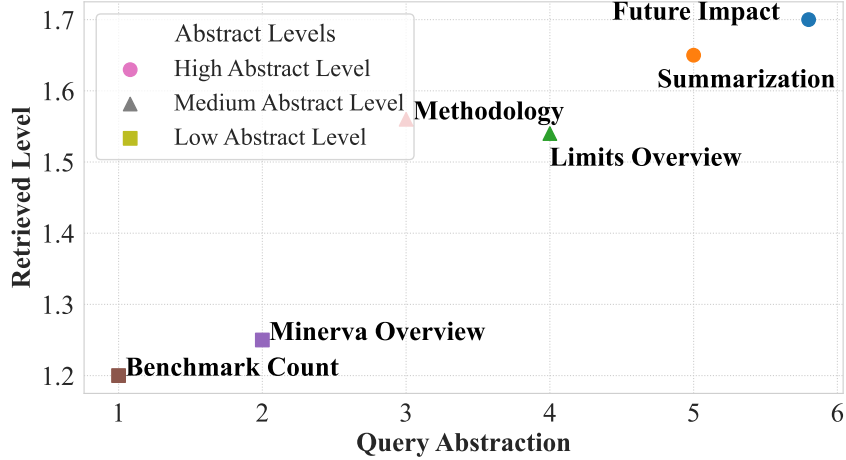 1.7
1.6
1.5
1.4
1.3
1.2
Retrieved Level
Abstract Levels
High Abstract Level
Medium Abstract Level
Low Abstract Level
Future Impact
Summarization
Methodology
Limits Overview
Minerva Overview
Benchmark Count
1 2 3 4 5 6
Query Abstraction